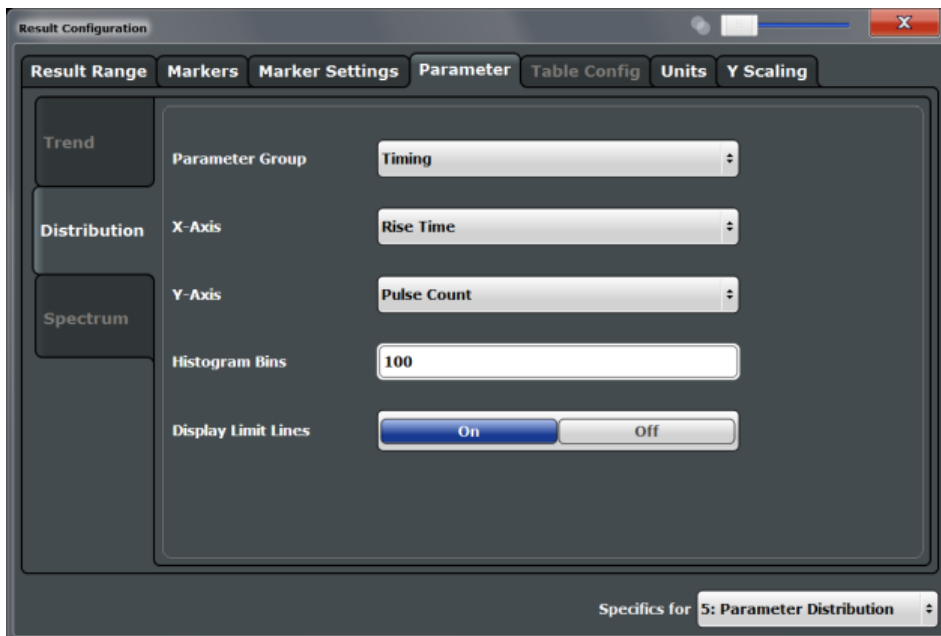 Result Configuration
X
Result Range Markers Marker Settings Parameter Table Config Units Y Scaling
Trend
Parameter Group Timing
Distribution X-Axis Rise Time
Y-Axis Pulse Count
Spectrum
Histogram Bins 100
Display Limit Lines On Off
Specifics for 5: Parameter Distribution